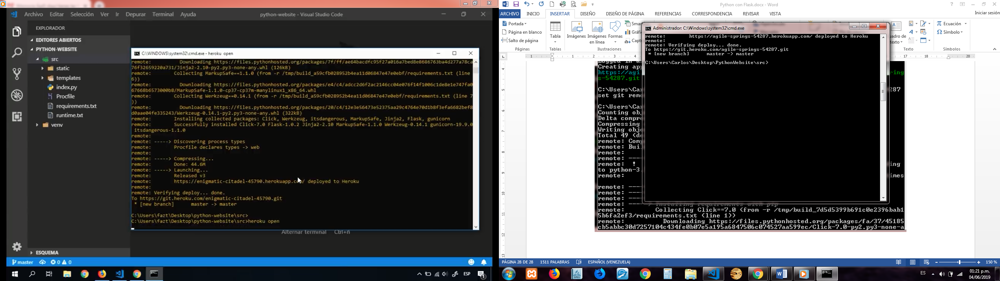 Archivo Editar Selección Ver Ir Depurar Terminal Ayuda python-website - Visual Studio Code
EXPLORADOR
EDITORES ABIERTOS
PYTHON-WEBSITE
src
static
templates
index.py
Procfile
requirements.txt
runtime.txt
venv
ESQUEMA
master 0 0
C:\WINDOWS\system32\cmd.exe - heroku open
remote: Downloading https://files.pythonhosted.org/packages/7f/ff/ae64bacdfc95f27a016a7bed8e8686763ba4d277a78ca
76f32659220a731/Jinja2-2.10-py2.py3-none-any.whl (126kB)
remote: Collecting MarkupSafe==1.1.0 (from -r /tmp/build_a59cfb028952b4ea11d06847e47e0ebf/requirements.txt (line
6))
remote: Downloading https://files.pythonhosted.org/packages/e4/c4/adcc2d6f2ac2146cc04e076f14f1006c1de8e1e747fa0
67668b6573000b8/MarkupSafe-1.1.0-cp37-cp37m-manylinux1_x86_64.whl
remote: Collecting Werkzeug==0.14.1 (from -r /tmp/build_a59cfb028952b4ea11d06847e47e0ebf/requirements.txt (line 7
))
remote: Downloading https://files.pythonhosted.org/packages/20/c4/12e3e56473e52375aa29c4764e70d1b8f3efa6682bef8
d0aae04fe335243/Werkzeug-0.14.1-py2.py3-none-any.whl (322kB)
remote: Installing collected packages: Click, Werkzeug, itsdangerous, MarkupSafe, Jinja2, Flask, gunicorn
remote: Successfully installed Click-7.0 Flask-1.0.2 Jinja2-2.10 MarkupSafe-1.1.0 Werkzeug-0.14.1 gunicorn-19.9.0
itsdangerous-1.1.0
remote:
remote: -----> Discovering process types
remote: Procfile declares types -> web
remote:
remote: -----> Compressing...
remote: Done: 44.6M
remote: -----> Launching...
remote: Released v3
remote: https://enigmatic-citadel-45790.herokuapp.com/ deployed to Heroku
remote:
remote: Verifying deploy... done.
To https://git.heroku.com/enigmatic-citadel-45790.git
* [new branch] master -> master
C:\Users\fazt\Desktop\python-website\src>
C:\Users\fazt\Desktop\python-website\src>heroku open
Alternar terminal Ctrl+ñ
ESP
1
Python con Flask.docx - Word
ARCHIVO INICIO INSERTAR DISEÑO DISEÑO DE PÁGINA REFERENCIAS CORRESPONDENCIA REVISAR VISTA Iniciar sesión
Portada
Página en blanco
Salto de página
Páginas
Tabla
Tablas
Imágenes
Imágenes en línea
Formas
Ilustraciones
Texto
Ecuación
Símbolo
Símbolos
Administrador: C:\Windows\system32\cmd.exe
remote: https://agile-springs-54287.herokuapp.com/ deployed to Heroku
remote:
remote: Verifying deploy... done.
To https://git.heroku.com/agile-springs-54287.git
* [new branch] master -> master
C:\Users\Carlos\Desktop\PythonWebsite\src>
Creating app
https://agi
s-54287.git
C:\Users\Car
set git remo
C:\Users\Car
Counting obj
Delta compre
Compressing
Writing obje
Total 49 (de
remote: Comp
remote: Buil
remote:
remote: ----
remote: !
to python-3.
remote:
remote: ----
remote: ----
remote: ----
remote: ----> Installing requirements with pip
remote: Collecting Click==7.0 (from -r /tmp/build_7d5d5399b691c0e2396bab1
5b6fa2ef3/requirements.txt (line 1))
remote: Downloading https://files.pythonhosted.org/packages/fa/37/45185
cb5abbc30d7257104c434fe0b07e5a195a6847506c074527aa599ec/Click-7.0-py2.py3-none-a
PÁGINA 28 DE 28 1511 PALABRAS ESPAÑOL (VENEZUELA) 150 %
ES 01:21 p.m.
04/06/2019